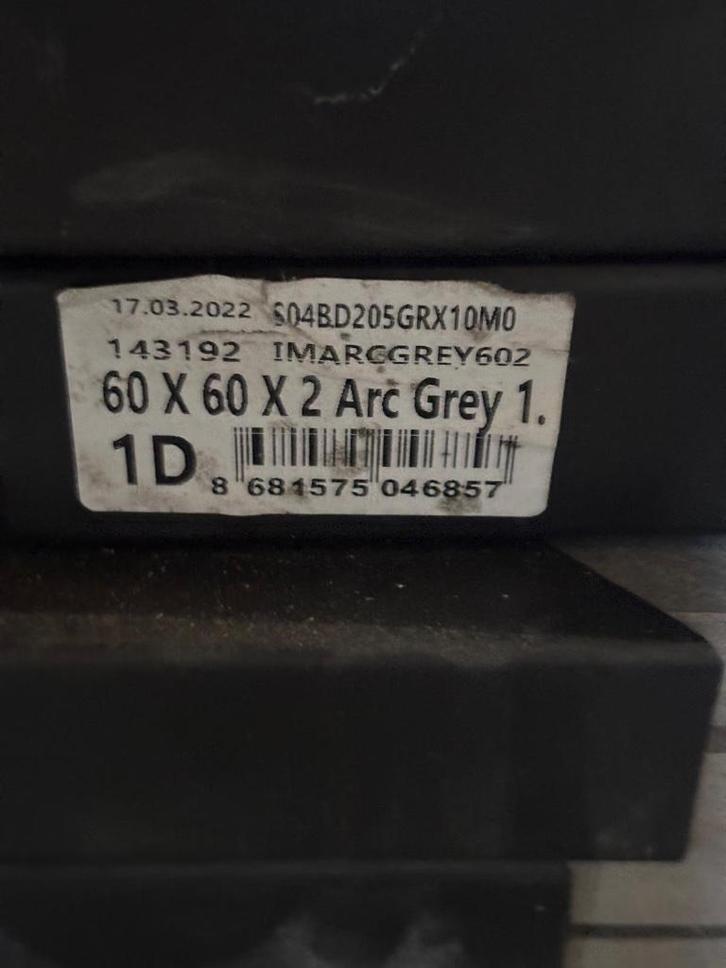 17.03.2022 S04BD205GRX10M0
143192 IMARCGREY602
60 X 60 X 2 Arc Grey 1.
1D
8 681575 046857